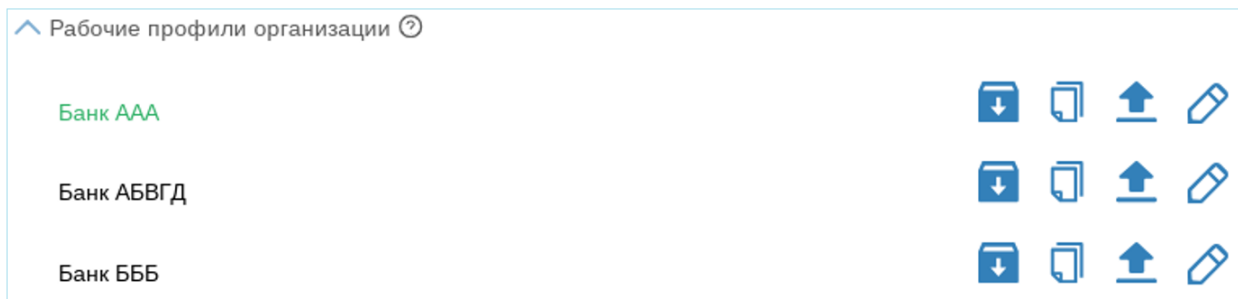 Рабочие профили организации ?
Банк ААА
Банк АБВГД
Банк БББ